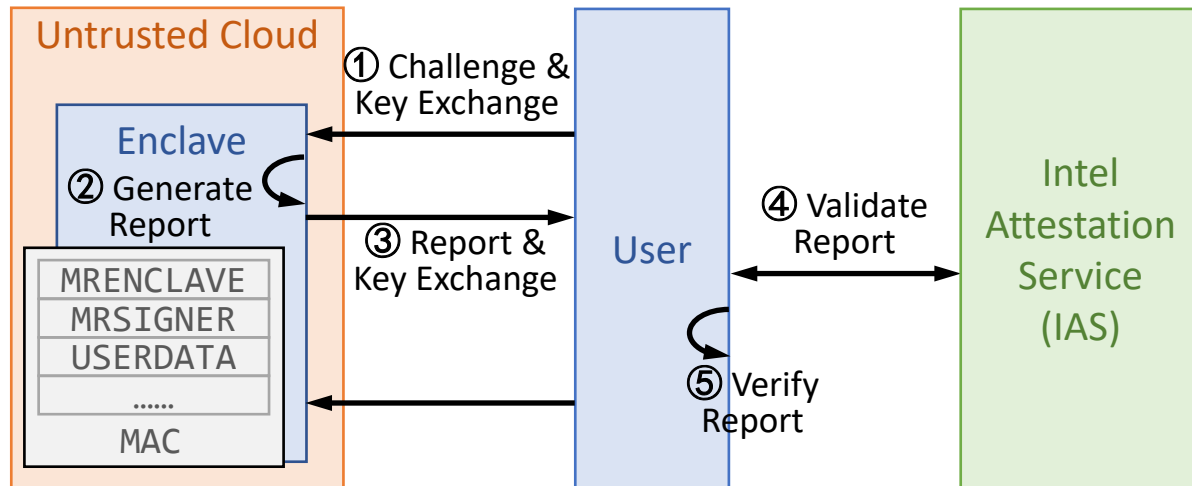 Untrusted Cloud
① Challenge &
Key Exchange
Enclave
② Generate
Report
③ Report &
Key Exchange
MRENCLAVE
MRSIGNER
USERDATA
......
MAC
User
④ Validate
Report
⑤ Verify
Report
Intel
Attestation
Service
(IAS)